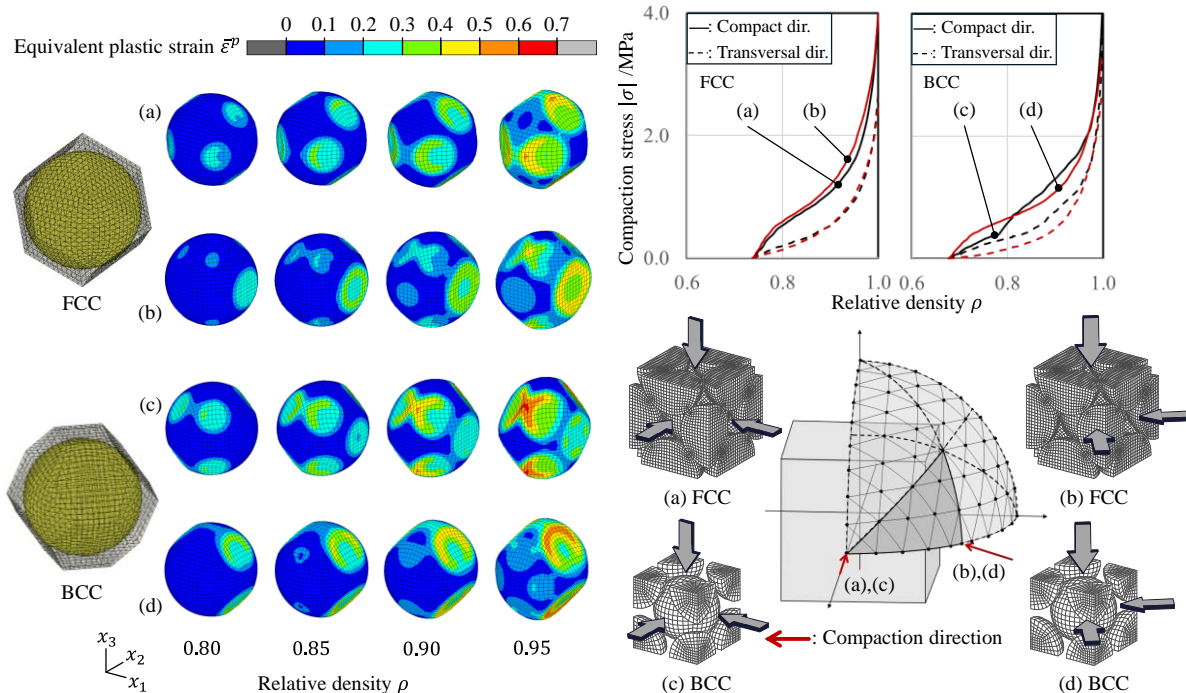 Equivalent plastic strain ε̄ᵖ
0 0.1 0.2 0.3 0.4 0.5 0.6 0.7
(a)
FCC
(b)
(c)
BCC
(d)
x₃
x₂
x₁
0.80 0.85 0.90 0.95
Relative density ρ
Compaction stress |σ| /MPa
4.0
2.0
0.0
: Compact dir.
: Transversal dir.
FCC
(a) (b)
0.6 0.8 1.0
: Compact dir.
: Transversal dir.
BCC
(c) (d)
0.6 0.8 1.0
Relative density ρ
(a) FCC
(b) FCC
(a),(c)
(b),(d)
: Compaction direction
(c) BCC
(d) BCC